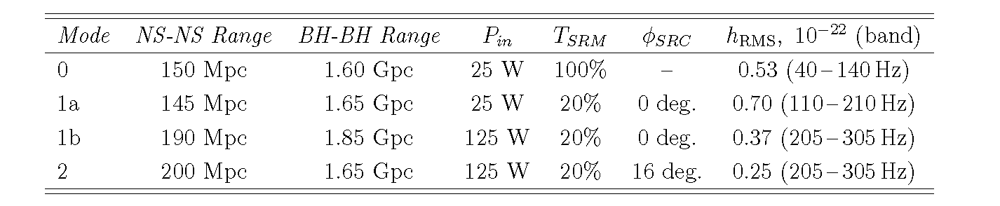 Mode NS-NS Range BH-BH Range P_in T_SRM ϕ_SRC h_RMS, 10^−22 (band)
0 150 Mpc 1.60 Gpc 25 W 100% – 0.53 (40 – 140 Hz)
1a 145 Mpc 1.65 Gpc 25 W 20% 0 deg. 0.70 (110 – 210 Hz)
1b 190 Mpc 1.85 Gpc 125 W 20% 0 deg. 0.37 (205 – 305 Hz)
2 200 Mpc 1.65 Gpc 125 W 20% 16 deg. 0.25 (205 – 305 Hz)